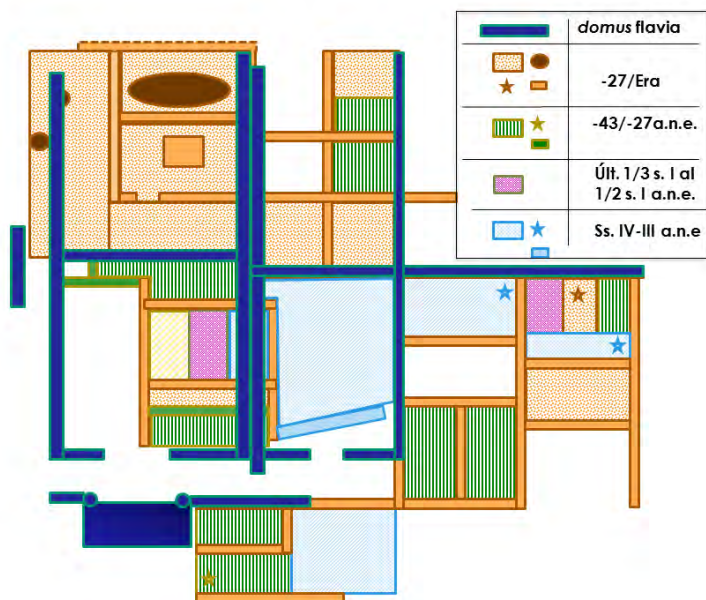 domus flavia
-27/Era
-43/-27a.n.e.
Últ. 1/3 s. I al
1/2 s. I a.n.e.
Ss. IV-III a.n.e